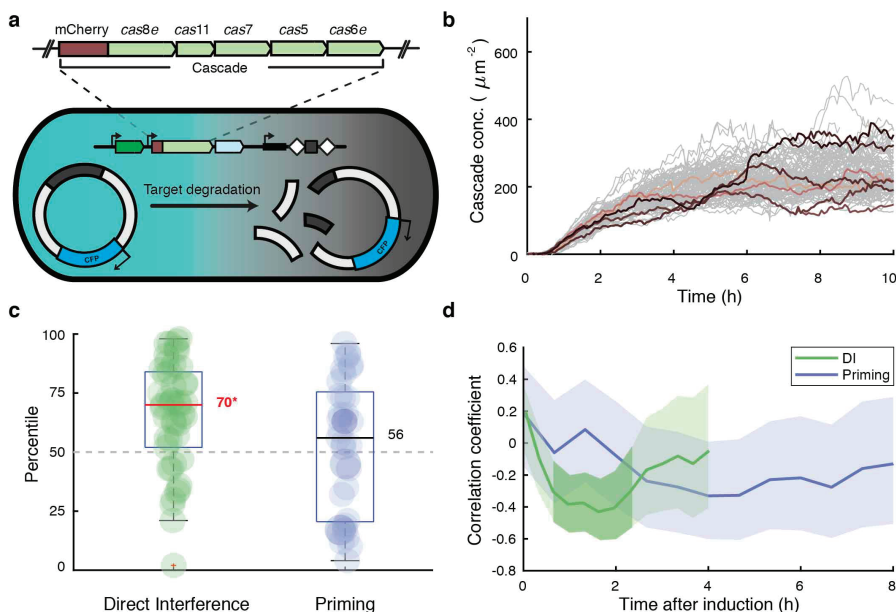 a
mCherry cas8e cas11 cas7 cas5 cas6e
Cascade
Target degradation
CFP
CFP
b
Cascade conc. ( μm⁻²)
600
400
200
0
0 2 4 6 8 10
Time (h)
c
Percentile
100
75
50
25
0
70*
56
Direct Interference Priming
d
Correlation coefficient
0.6
0.4
0.2
0
-0.2
-0.4
-0.6
-0.8
DI
Priming
0 2 4 6 8
Time after induction (h)